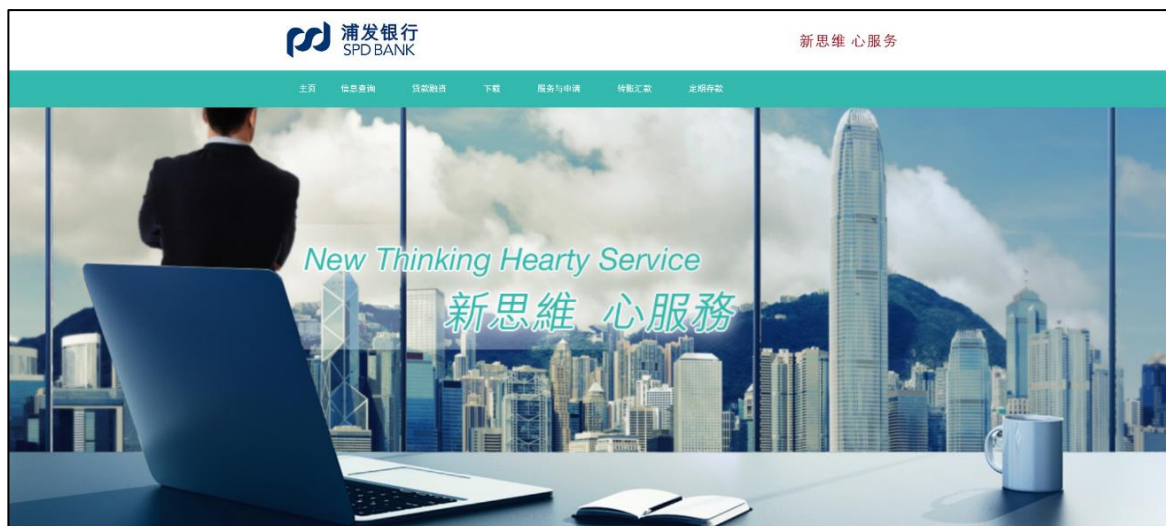 浦发银行
SPD BANK
新思维 心服务
主页 信息查询 贷款融资 下载 服务与申请 转账汇款 定期存款
New Thinking Hearty Service
新思維 心服務